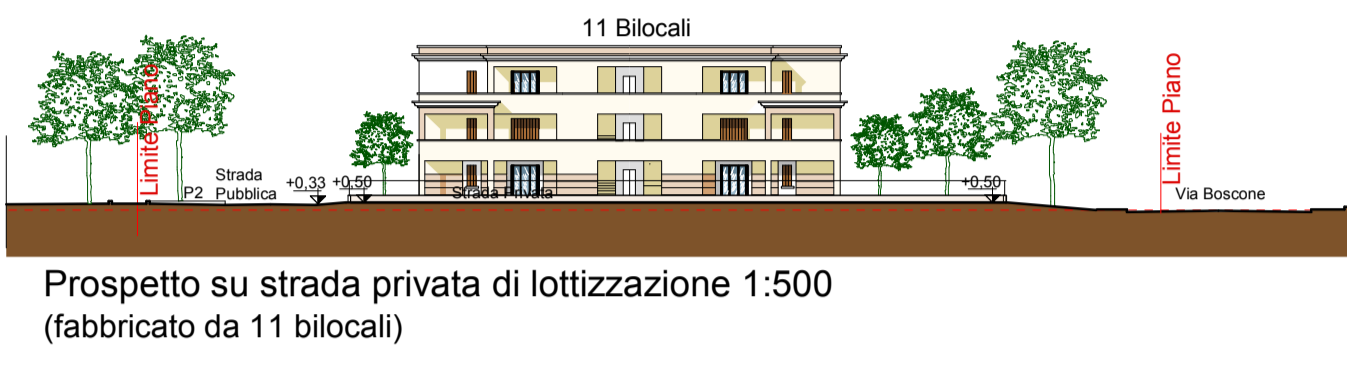 11 Bilocali
Limite Piano
Limite Piano
P2
Strada
Pubblica
+0,33
+0,50
Strada Privata
+0,50
Via Boscone
Prospetto su strada privata di lottizzazione 1:500
(fabbricato da 11 bilocali)